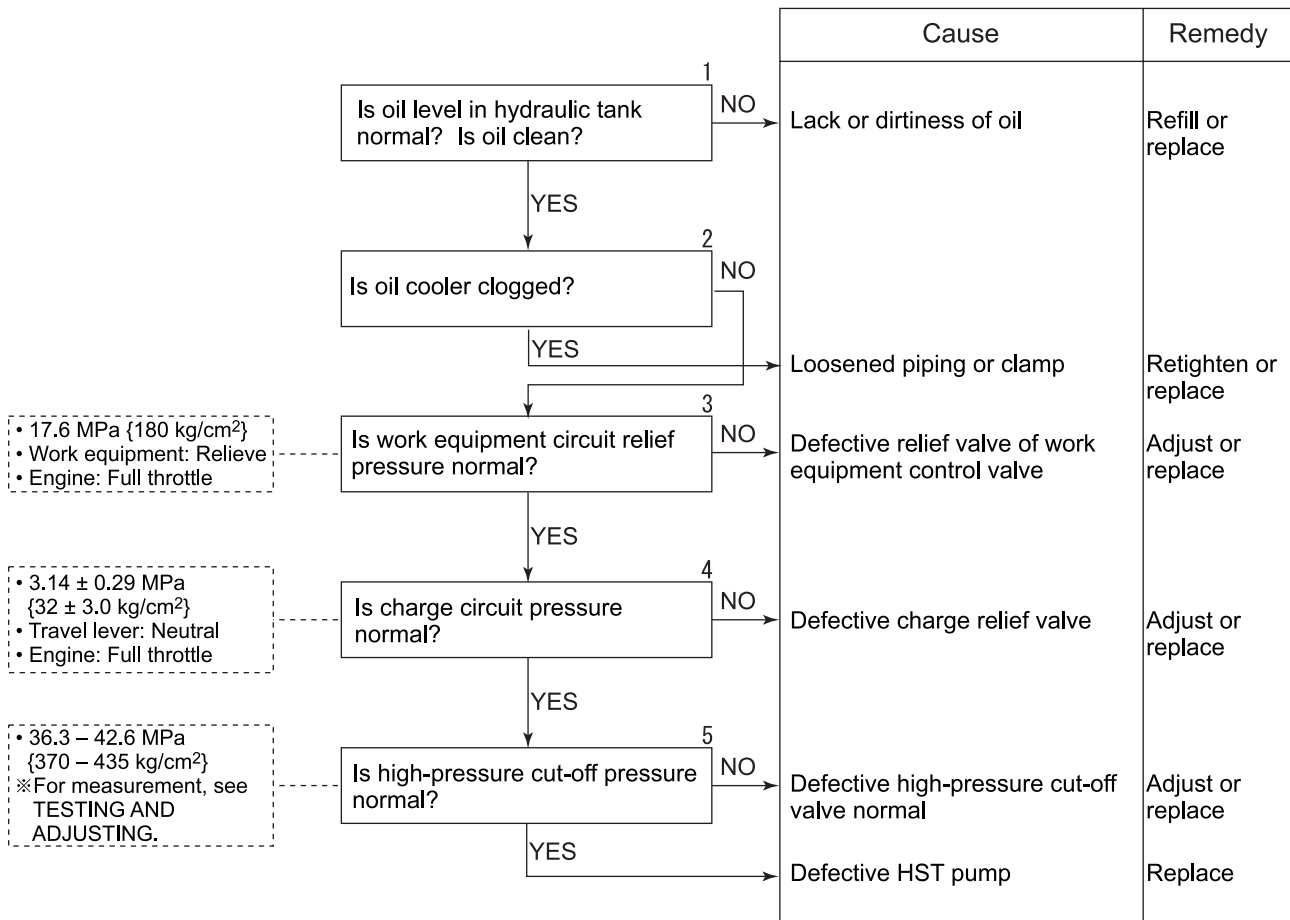 Cause
Remedy
1
Is oil level in hydraulic tank
normal? Is oil clean?
NO
Lack or dirtiness of oil
Refill or
replace
YES
2
Is oil cooler clogged?
NO
YES
Loosened piping or clamp
Retighten or
replace
• 17.6 MPa {180 kg/cm²}
• Work equipment: Relieve
• Engine: Full throttle
3
Is work equipment circuit relief
pressure normal?
NO
Defective relief valve of work
equipment control valve
Adjust or
replace
YES
• 3.14 ± 0.29 MPa
{32 ± 3.0 kg/cm²}
• Travel lever: Neutral
• Engine: Full throttle
4
Is charge circuit pressure
normal?
NO
Defective charge relief valve
Adjust or
replace
YES
• 36.3 – 42.6 MPa
{370 – 435 kg/cm²}
※For measurement, see
TESTING AND
ADJUSTING.
5
Is high-pressure cut-off pressure
normal?
NO
Defective high-pressure cut-off
valve normal
Adjust or
replace
YES
Defective HST pump
Replace